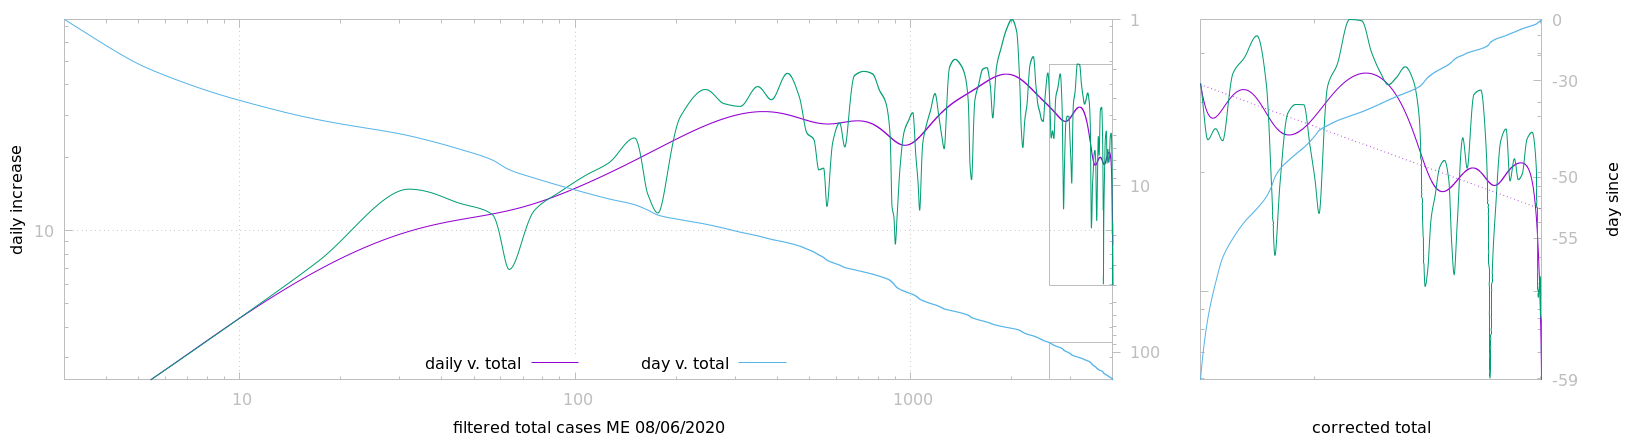 daily increase
10
daily v. total
day v. total
10
100
1000
filtered total cases ME 08/06/2020
1
10
100
0
-30
-50
-55
-59
day since
corrected total